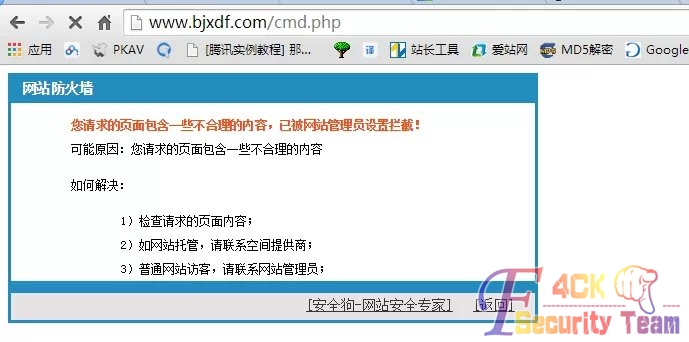 www.bjxdf.com/cmd.php
应用 PKAV [腾讯实例教程] 那... 译 站长工具 爱站网 MD5解密 Google
网站防火墙
您请求的页面包含一些不合理的内容，已被网站管理员设置拦截！
可能原因：您请求的页面包含一些不合理的内容
如何解决：
1）检查请求的页面内容；
2）如网站托管，请联系空间提供商；
3）普通网站访客，请联系网站管理员；
[安全狗-网站安全专家] [返回]
F 4CK
Security Team